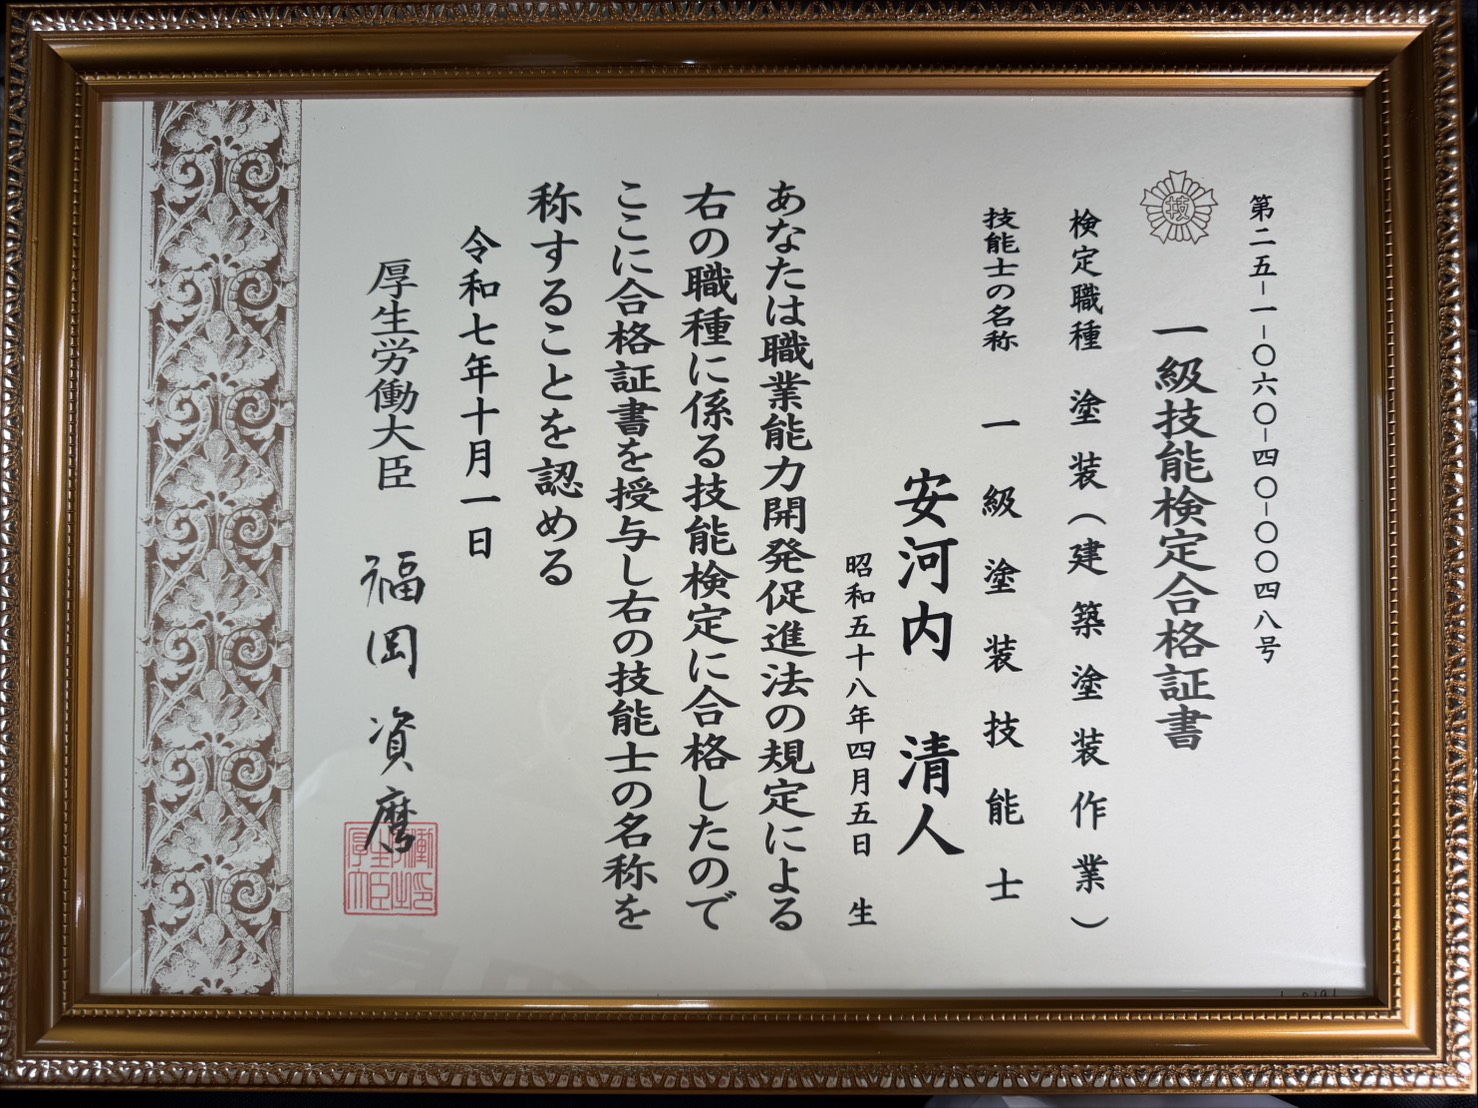 第二五-一-〇六〇-四〇-〇〇四八号
技
一級技能検定合格証書
検定職種 塗装(建築塗装作業)
技能士の名称 一級塗装技能士
安河内 清人
昭和五十八年四月五日 生
あなたは職業能力開発促進法の規定による
右の職種に係る技能検定に合格したので
ここに合格証書を授与し右の技能士の名称を
称することを認める
令和七年十月一日
厚生労働大臣 福岡資麿